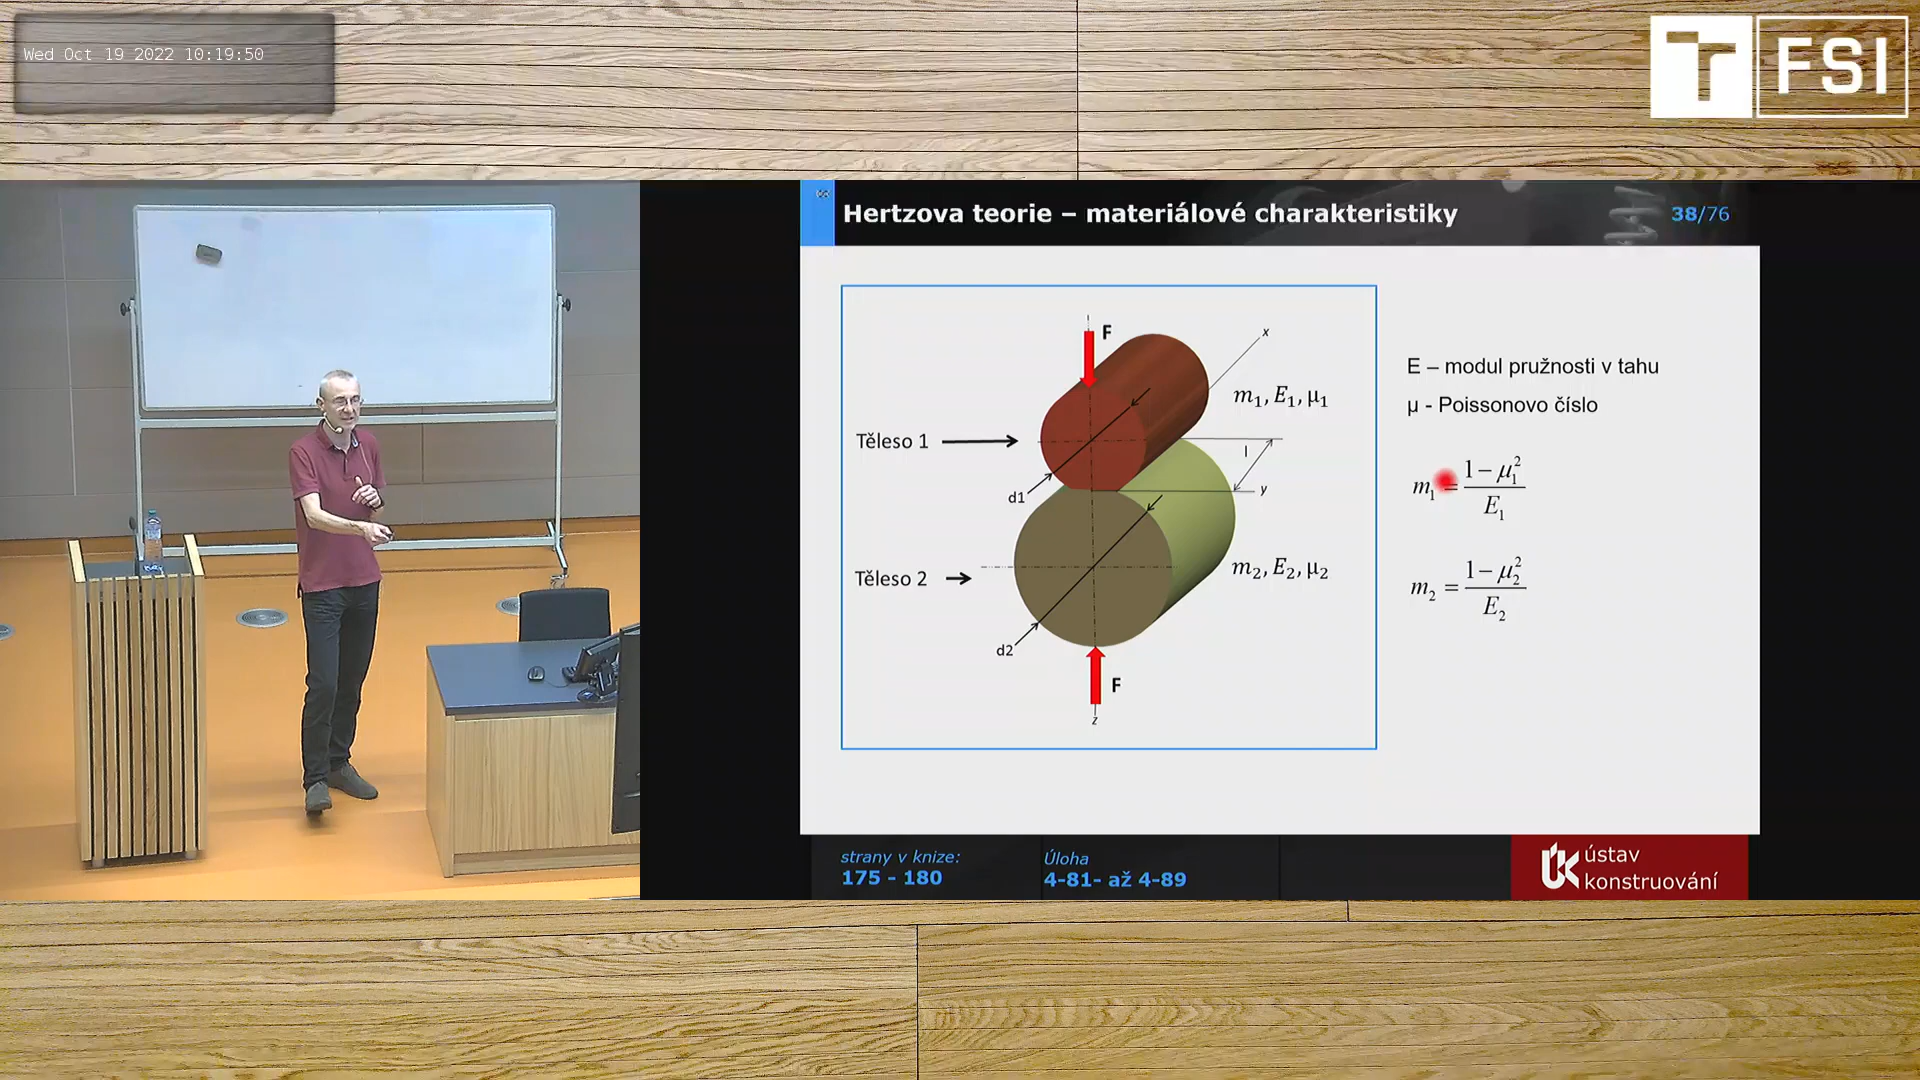 Wed Oct 19 2022 10:19:50
FSI
Hertzova teorie – materiálové charakteristiky
38/76
F
x
m₁, E₁, µ₁
Těleso 1
l
d1
y
m₂, E₂, µ₂
Těleso 2
d2
F
z
E – modul pružnosti v tahu
µ - Poissonovo číslo
m₁ = (1 − µ₁²) / E₁
m₂ = (1 − µ₂²) / E₂
strany v knize:
175 - 180
Úloha
4-81- až 4-89
ÚK ústav
konstruování